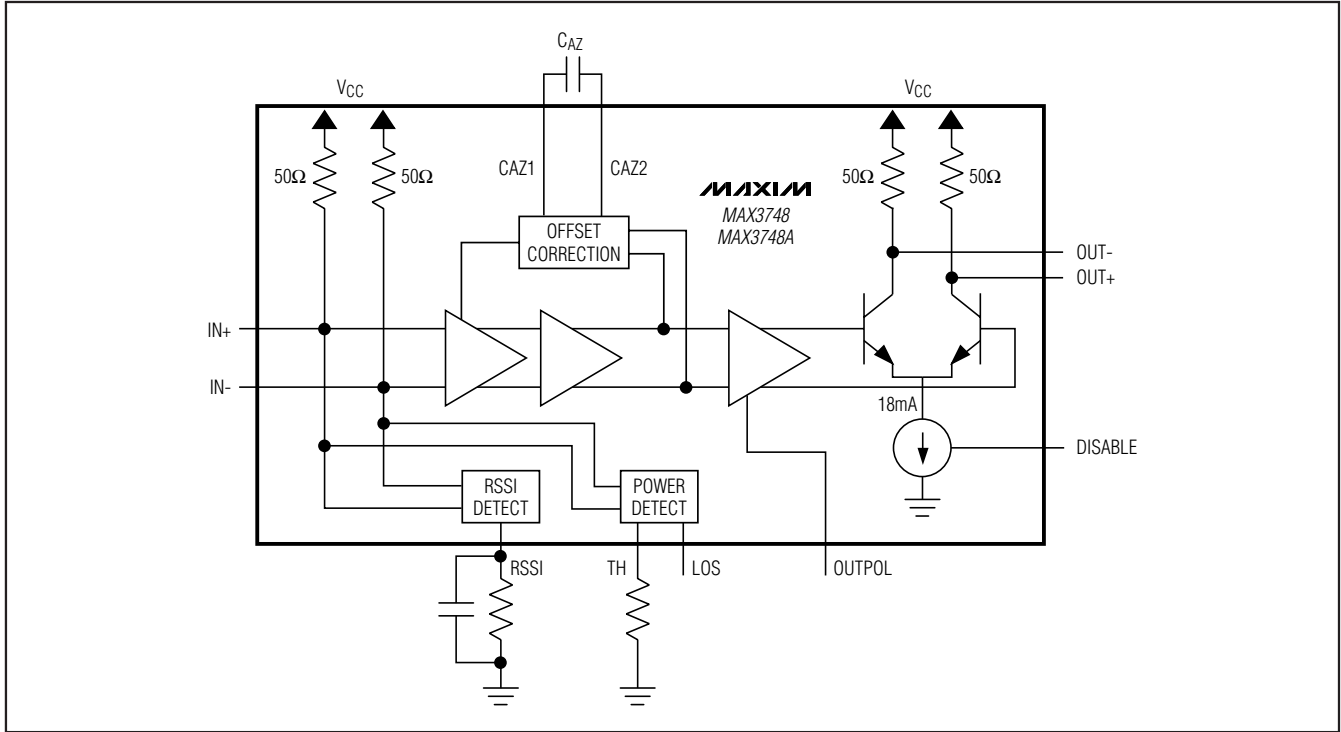 CAZ
VCC
VCC
50Ω
50Ω
CAZ1
CAZ2
MAXIM
MAX3748
MAX3748A
50Ω
50Ω
OFFSET
CORRECTION
OUT-
OUT+
IN+
IN-
18mA
DISABLE
RSSI
DETECT
POWER
DETECT
RSSI
TH
LOS
OUTPOL